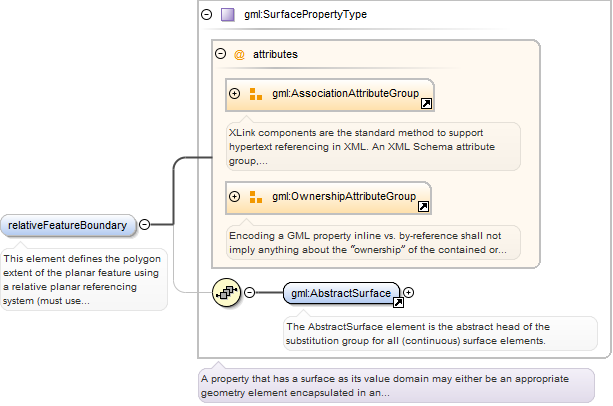 gml:SurfacePropertyType
@ attributes
gml:AssociationAttributeGroup
XLink components are the standard method to support
hypertext referencing in XML. An XML Schema attribute
group,...
gml:OwnershipAttributeGroup
Encoding a GML property inline vs. by-reference shall not
imply anything about the "ownership" of the contained or...
relativeFeatureBoundary
This element defines the polygon
extent of the planar feature using
a relative planar referencing
system (must use...
gml:AbstractSurface
The AbstractSurface element is the abstract head of the
substitution group for all (continuous) surface elements.
A property that has a surface as its value domain may either be an appropriate
geometry element encapsulated in an...